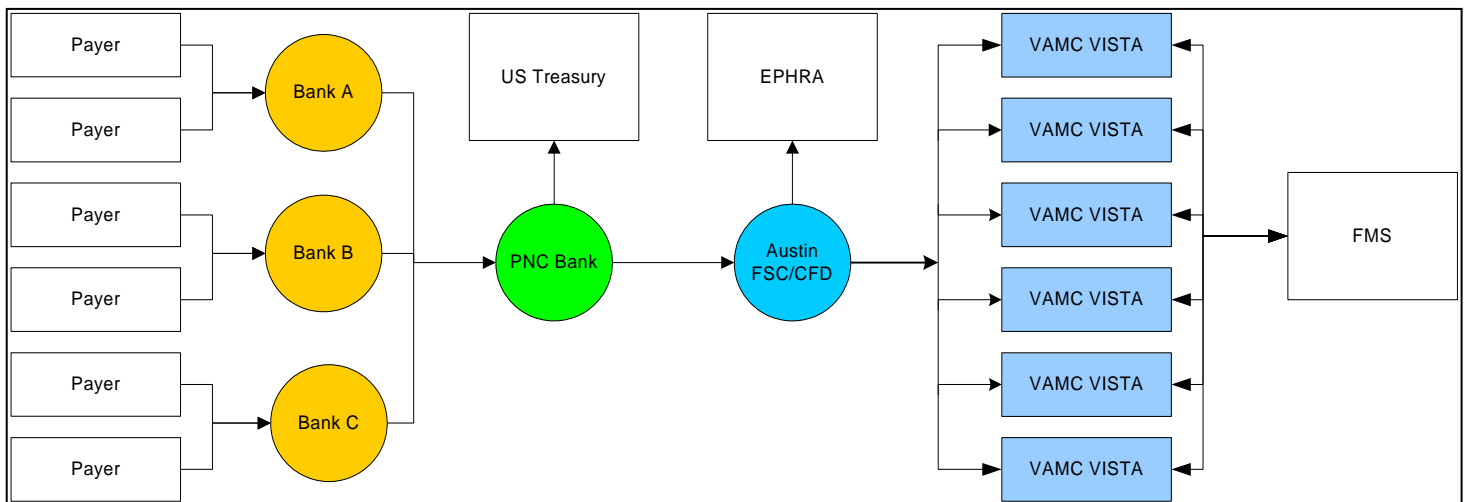 Payer
Payer
Payer
Payer
Payer
Payer
Bank A
Bank B
Bank C
US Treasury
PNC Bank
EPHRA
Austin
FSC/CFD
VAMC VISTA
VAMC VISTA
VAMC VISTA
VAMC VISTA
VAMC VISTA
VAMC VISTA
FMS